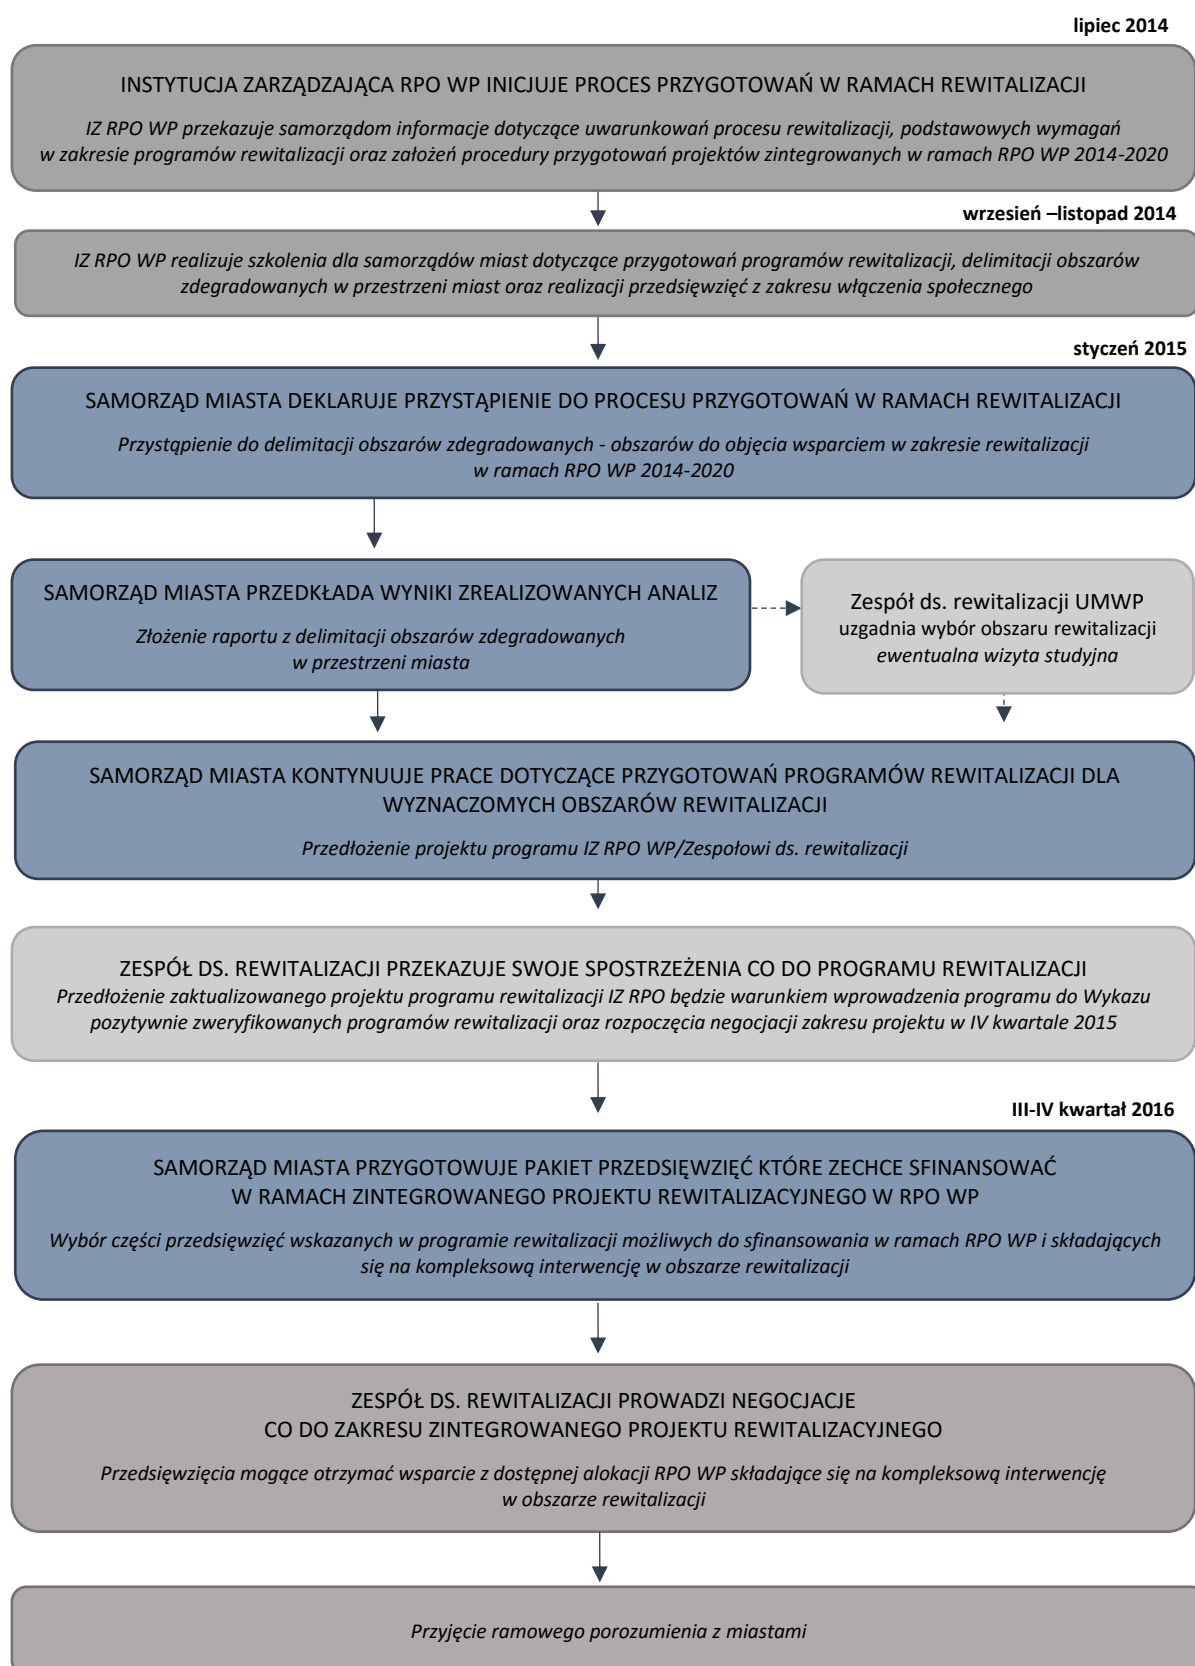 lipiec 2014
INSTYTUCJA ZARZĄDZAJĄCA RPO WP INICJUJE PROCES PRZYGOTOWAŃ W RAMACH REWITALIZACJI
IZ RPO WP przekazuje samorządom informacje dotyczące uwarunkowań procesu rewitalizacji, podstawowych wymagań
w zakresie programów rewitalizacji oraz założeń procedury przygotowań projektów zintegrowanych w ramach RPO WP 2014-2020
wrzesień –listopad 2014
IZ RPO WP realizuje szkolenia dla samorządów miast dotyczące przygotowań programów rewitalizacji, delimitacji obszarów
zdegradowanych w przestrzeni miast oraz realizacji przedsięwzięć z zakresu włączenia społecznego
styczeń 2015
SAMORZĄD MIASTA DEKLARUJE PRZYSTĄPIENIE DO PROCESU PRZYGOTOWAŃ W RAMACH REWITALIZACJI
Przystąpienie do delimitacji obszarów zdegradowanych - obszarów do objęcia wsparciem w zakresie rewitalizacji
w ramach RPO WP 2014-2020
SAMORZĄD MIASTA PRZEDKŁADA WYNIKI ZREALIZOWANYCH ANALIZ
Złożenie raportu z delimitacji obszarów zdegradowanych
w przestrzeni miasta
Zespół ds. rewitalizacji UMWP
uzgadnia wybór obszaru rewitalizacji
ewentualna wizyta studyjna
SAMORZĄD MIASTA KONTYNUUJE PRACE DOTYCZĄCE PRZYGOTOWAŃ PROGRAMÓW REWITALIZACJI DLA
WYZNACZOMYCH OBSZARÓW REWITALIZACJI
Przedłożenie projektu programu IZ RPO WP/Zespołowi ds. rewitalizacji
ZESPÓŁ DS. REWITALIZACJI PRZEKAZUJE SWOJE SPOSTRZEŻENIA CO DO PROGRAMU REWITALIZACJI
Przedłożenie zaktualizowanego projektu programu rewitalizacji IZ RPO będzie warunkiem wprowadzenia programu do Wykazu
pozytywnie zweryfikowanych programów rewitalizacji oraz rozpoczęcia negocjacji zakresu projektu w IV kwartale 2015
III-IV kwartał 2016
SAMORZĄD MIASTA PRZYGOTOWUJE PAKIET PRZEDSIĘWZIĘĆ KTÓRE ZECHCE SFINANSOWAĆ
W RAMACH ZINTEGROWANEGO PROJEKTU REWITALIZACYJNEGO W RPO WP
Wybór części przedsięwzięć wskazanych w programie rewitalizacji możliwych do sfinansowania w ramach RPO WP i składających
się na kompleksową interwencję w obszarze rewitalizacji
ZESPÓŁ DS. REWITALIZACJI PROWADZI NEGOCJACJE
CO DO ZAKRESU ZINTEGROWANEGO PROJEKTU REWITALIZACYJNEGO
Przedsięwzięcia mogące otrzymać wsparcie z dostępnej alokacji RPO WP składające się na kompleksową interwencję
w obszarze rewitalizacji
Przyjęcie ramowego porozumienia z miastami